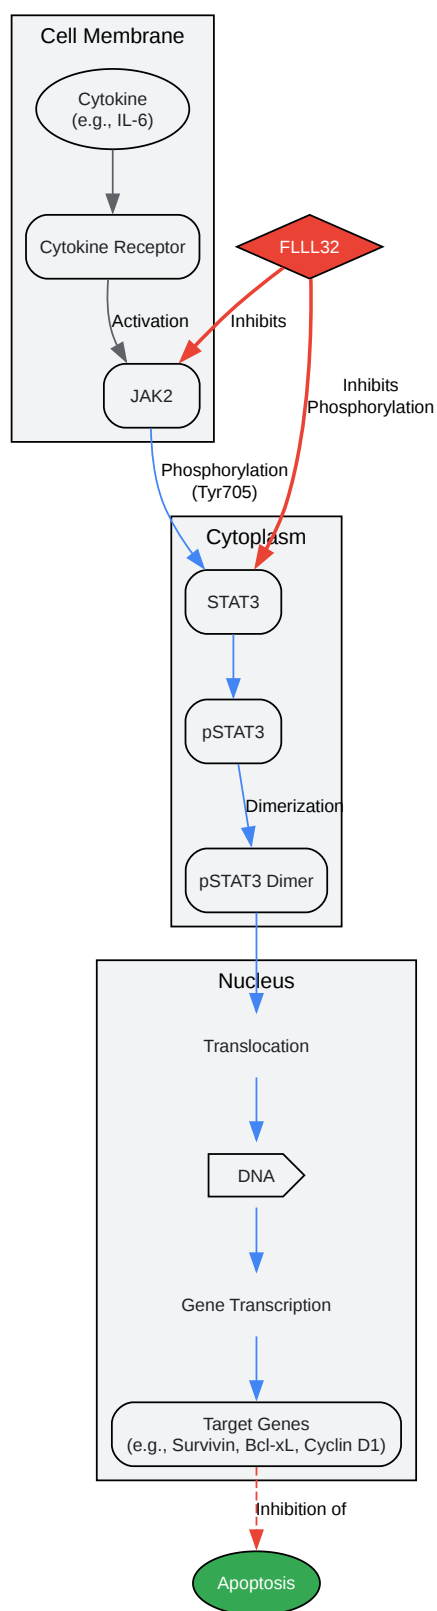 Cell Membrane
Cytokine
(e.g., IL-6)
Cytokine Receptor
FLLL32
Activation
Inhibits
JAK2
Inhibits
Phosphorylation
Phosphorylation
(Tyr705)
Cytoplasm
STAT3
pSTAT3
Dimerization
pSTAT3 Dimer
Nucleus
Translocation
DNA
Gene Transcription
Target Genes
(e.g., Survivin, Bcl-xL, Cyclin D1)
Inhibition of
Apoptosis